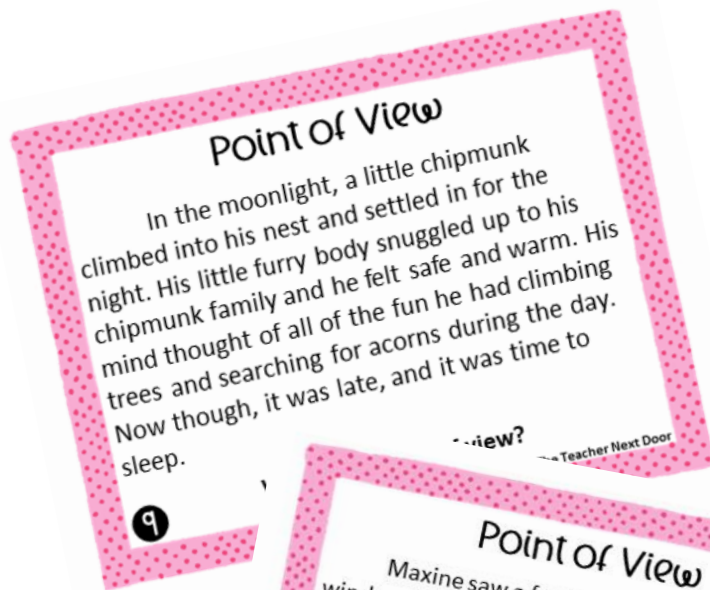 Point of View
In the moonlight, a little chipmunk
climbed into his nest and settled in for the
night. His little furry body snuggled up to his
chipmunk family and he felt safe and warm. His
mind thought of all of the fun he had climbing
trees and searching for acorns during the day.
Now though, it was late, and it was time to
sleep.
view?
Teacher Next Door
9
Point of View
Maxine saw a